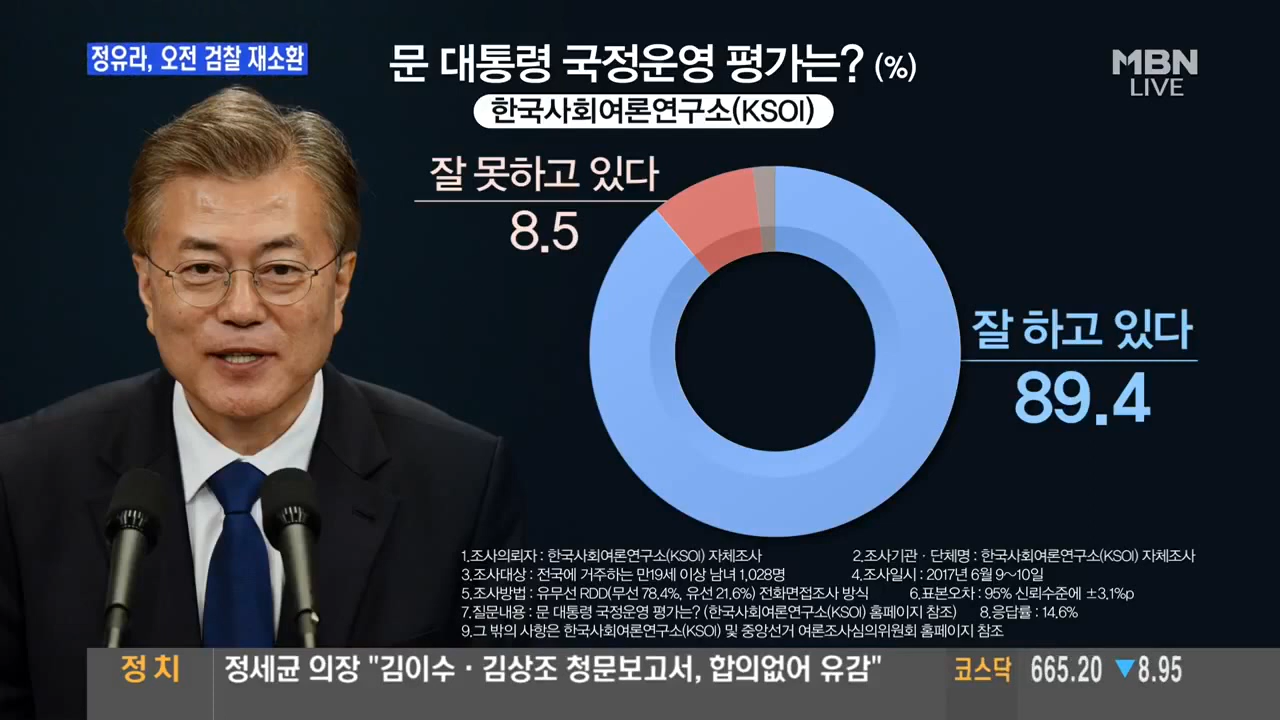 정유라, 오전 검찰 재소환
문 대통령 국정운영 평가는? (%)
MBN
LIVE
한국사회여론연구소(KSOI)
잘 못하고 있다
8.5
잘 하고 있다
89.4
1.조사의뢰자 : 한국사회여론연구소(KSOI) 자체조사 2.조사기관 · 단체명 : 한국사회여론연구소(KSOI) 자체조사
3.조사대상 : 전국에 거주하는 만19세 이상 남녀 1,028명 4.조사일시 : 2017년 6월 9~10일
5.조사방법 : 유무선 RDD(무선 78.4%, 유선 21.6%) 전화면접조사 방식 6.표본오차 : 95% 신뢰수준에 ±3.1%p
7.질문내용 : 문 대통령 국정운영 평가는? (한국사회여론연구소(KSOI) 홈페이지 참조) 8.응답률 : 14.6%
9.그 밖의 사항은 한국사회여론연구소(KSOI) 및 중앙선거 여론조사심의위원회 홈페이지 참조
정치 정세균 의장 "김이수 · 김상조 청문보고서, 합의없어 유감" 코스닥 665.20 ▼8.95